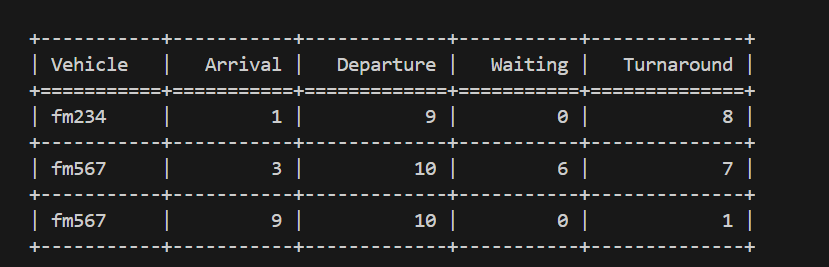 +-----------+-----------+-------------+-----------+--------------+
| Vehicle   |   Arrival |   Departure |   Waiting |   Turnaround |
+===========+===========+=============+===========+==============+
| fm234     |         1 |           9 |         0 |            8 |
+-----------+-----------+-------------+-----------+--------------+
| fm567     |         3 |          10 |         6 |            7 |
+-----------+-----------+-------------+-----------+--------------+
| fm567     |         9 |          10 |         0 |            1 |
+-----------+-----------+-------------+-----------+--------------+